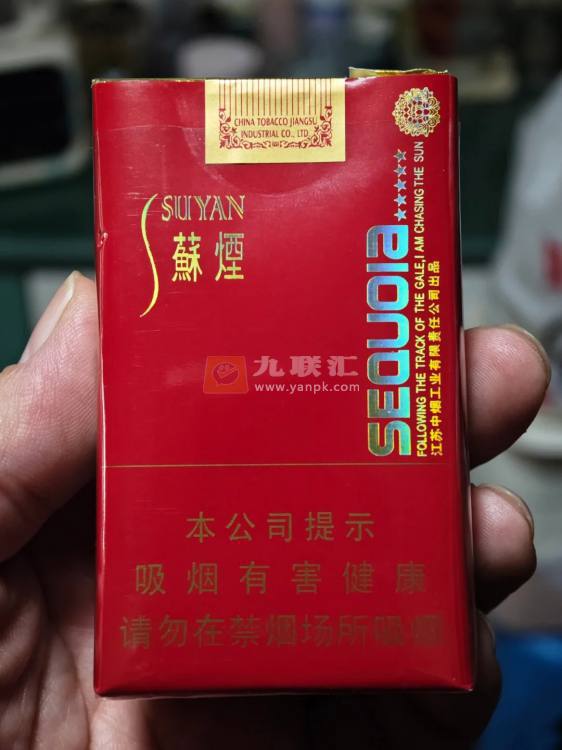 CHINA TOBACCO JIANGSU
INDUSTRIAL CO., LTD
SUYAN
蘇煙
SEQUOIA
FOLLOWING THE TRACK OF THE GALE,I AM CHASING THE SUN
江苏中烟工业有限责任公司出品
九联汇
www.yanpk.com
本公司提示
吸烟有害健康
请勿在禁烟场所吸烟